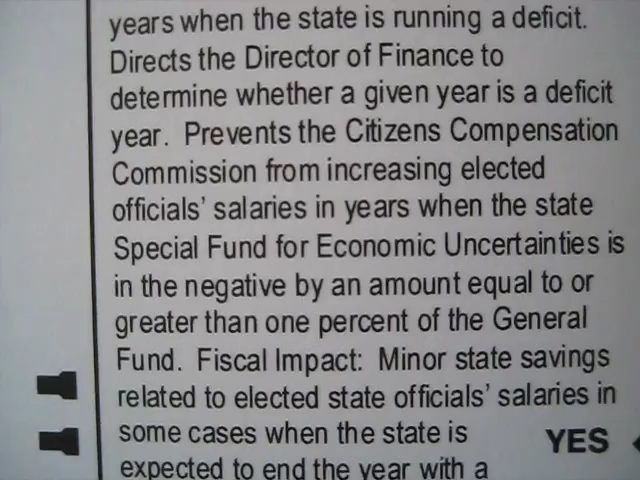 years when the state is running a deficit.
Directs the Director of Finance to
determine whether a given year is a deficit
year. Prevents the Citizens Compensation
Commission from increasing elected
officials' salaries in years when the state
Special Fund for Economic Uncertainties is
in the negative by an amount equal to or
greater than one percent of the General
Fund. Fiscal Impact: Minor state savings
related to elected state officials' salaries in
some cases when the state is
YES
expected to end the year with a